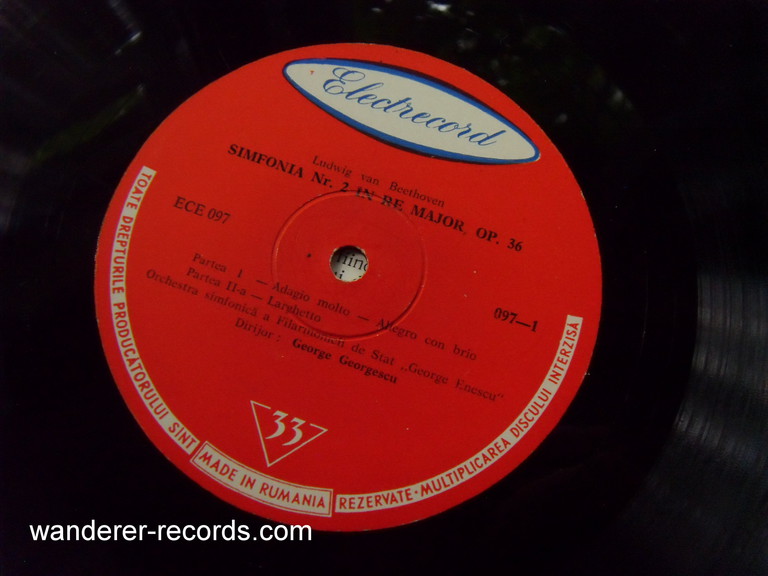 Electrecord
Ludwig van Beethoven
SIMFONIA Nr. 2 IN RE MAJOR, OP. 36
ECE 097
097—1
Partea I — Adagio molto — Allegro con brio
Partea II-a — Larghetto
Orchestra simfonică a Filarmonicii de Stat „George Enescu“
Dirijor: George Georgescu
33
TOATE DREPTURILE PRODUCĂTORULUI SÎNT
MADE IN RUMANIA
REZERVATE·MULTIPLICAREA DISCULUI INTERZISA
wanderer-records.com